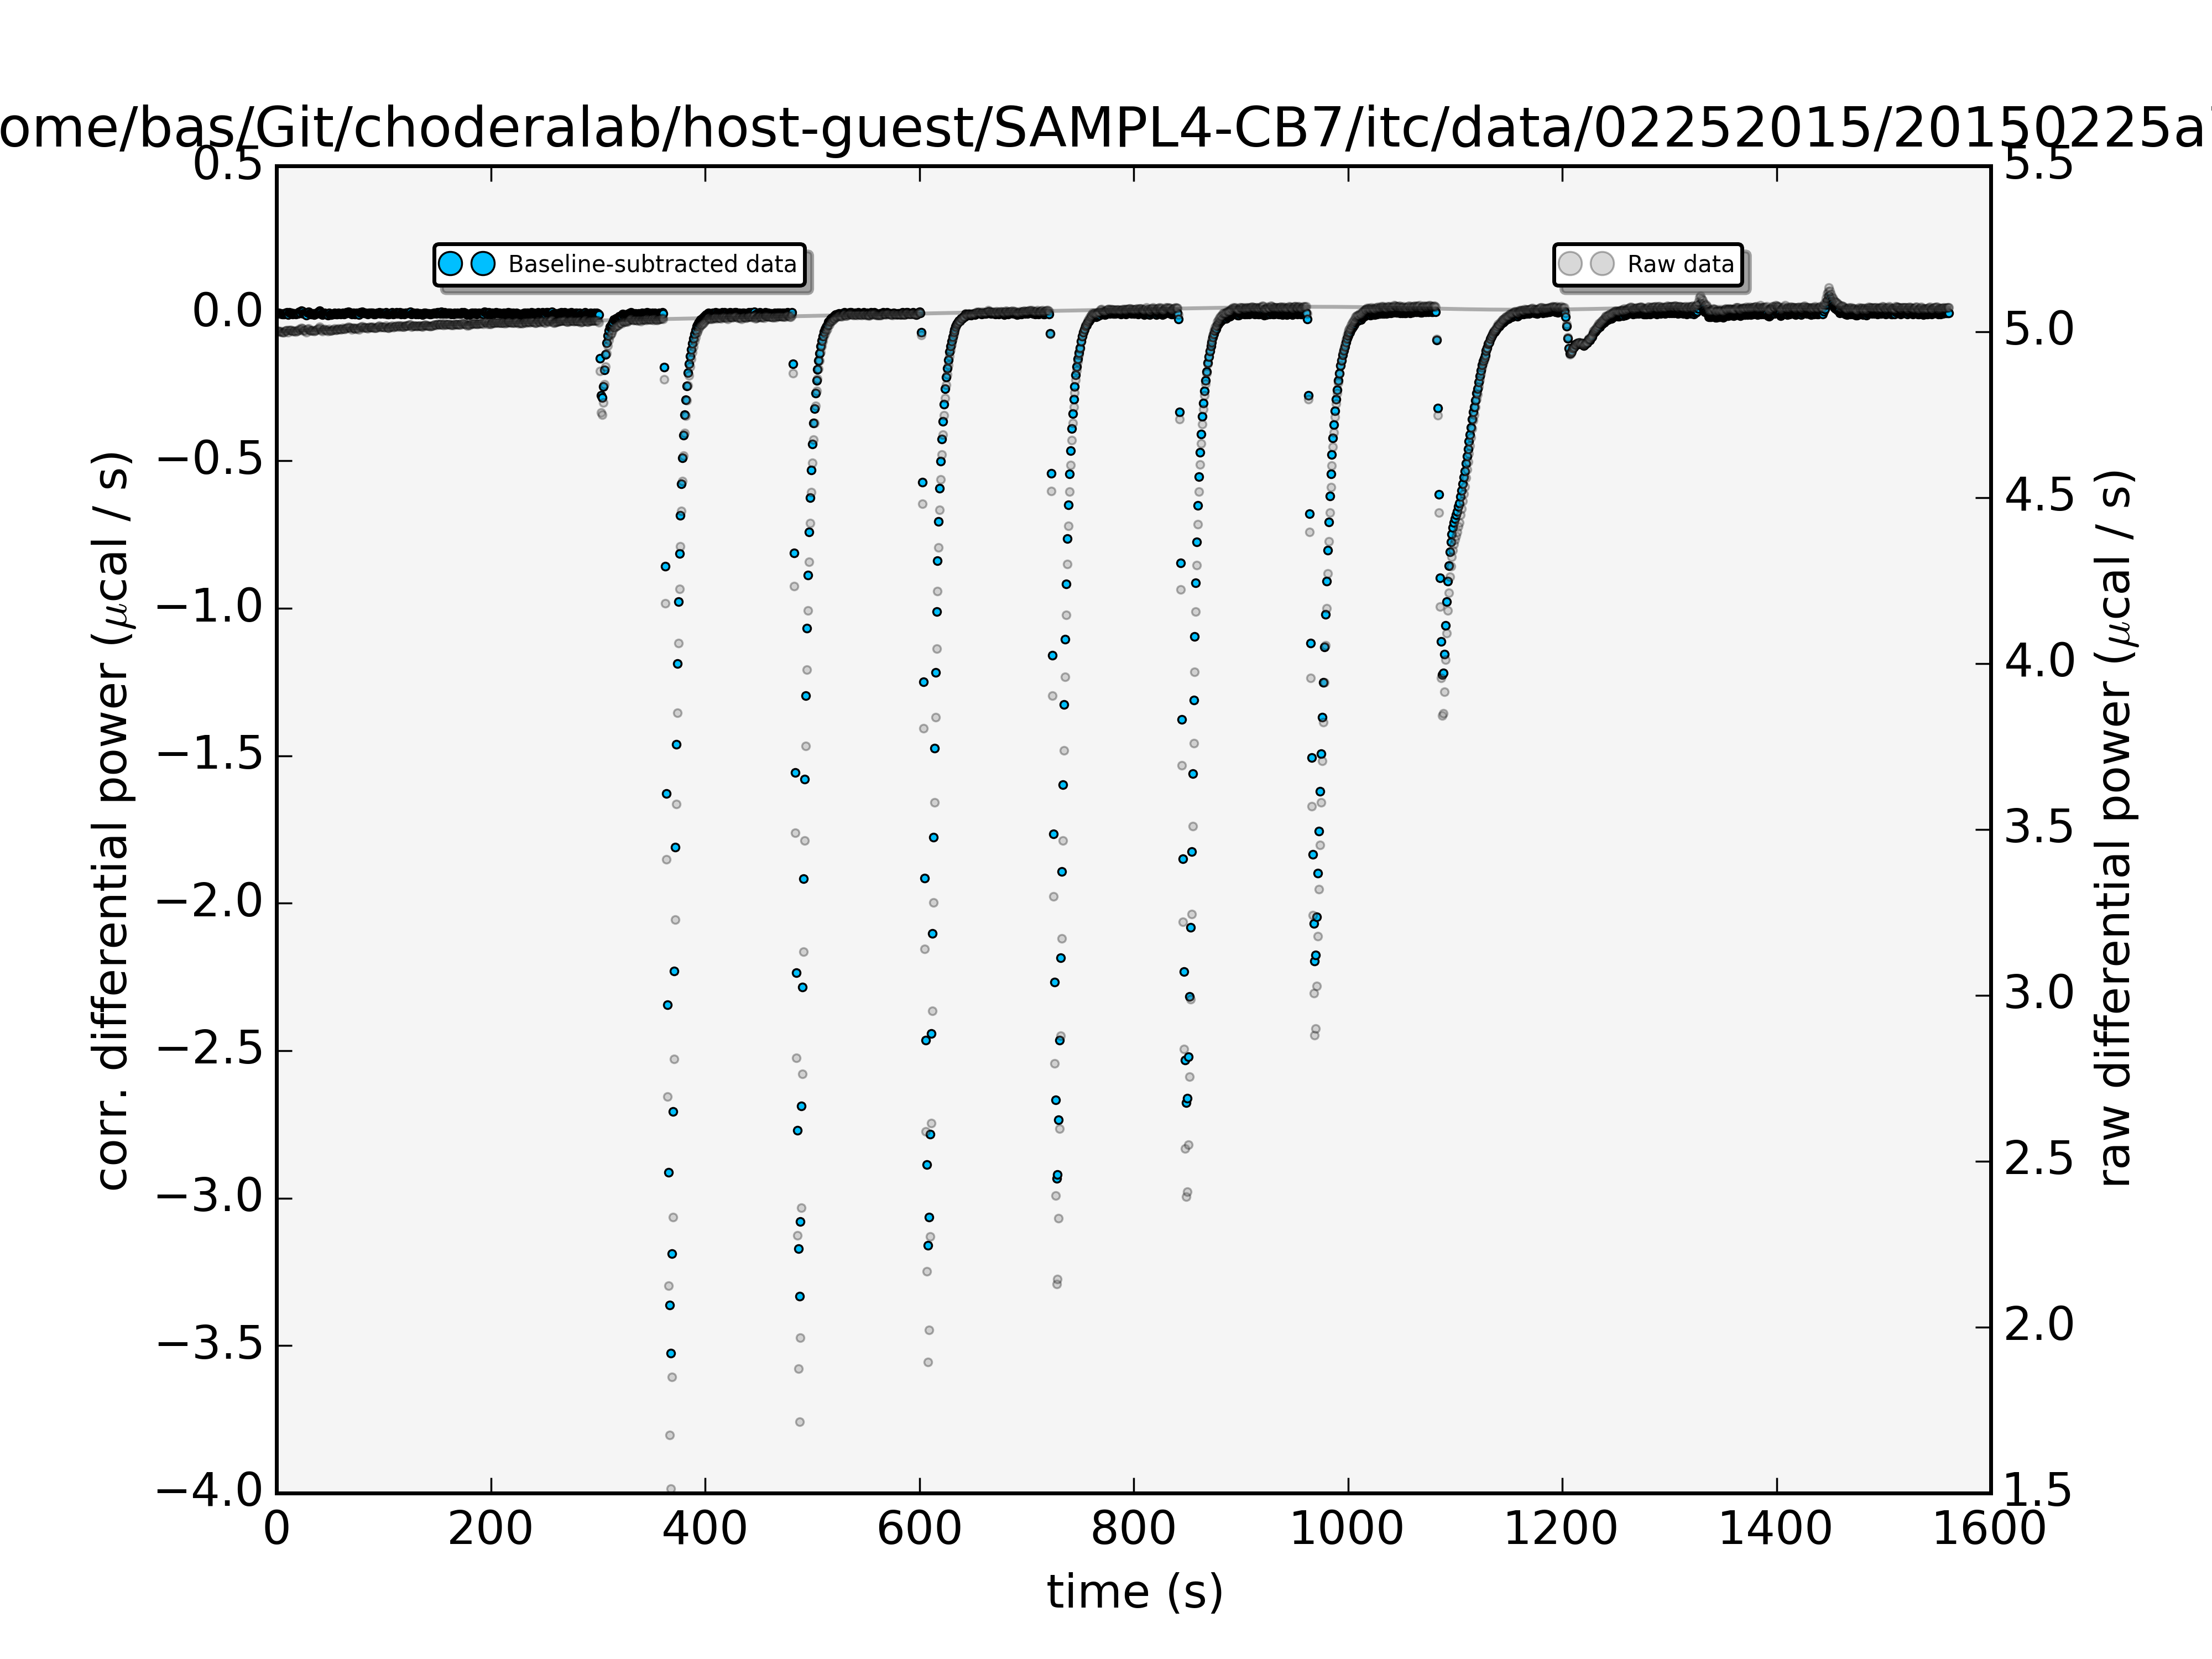 ome/bas/Git/choderalab/host-guest/SAMPL4-CB7/itc/data/02252015/20150225a
0.5
0.0
−0.5
−1.0
−1.5
−2.0
−2.5
−3.0
−3.5
−4.0
corr. differential power (μcal / s)
Baseline-subtracted data
Raw data
5.5
5.0
4.5
4.0
3.5
3.0
2.5
2.0
1.5
raw differential power (μcal / s)
0 200 400 600 800 1000 1200 1400 1600
time (s)